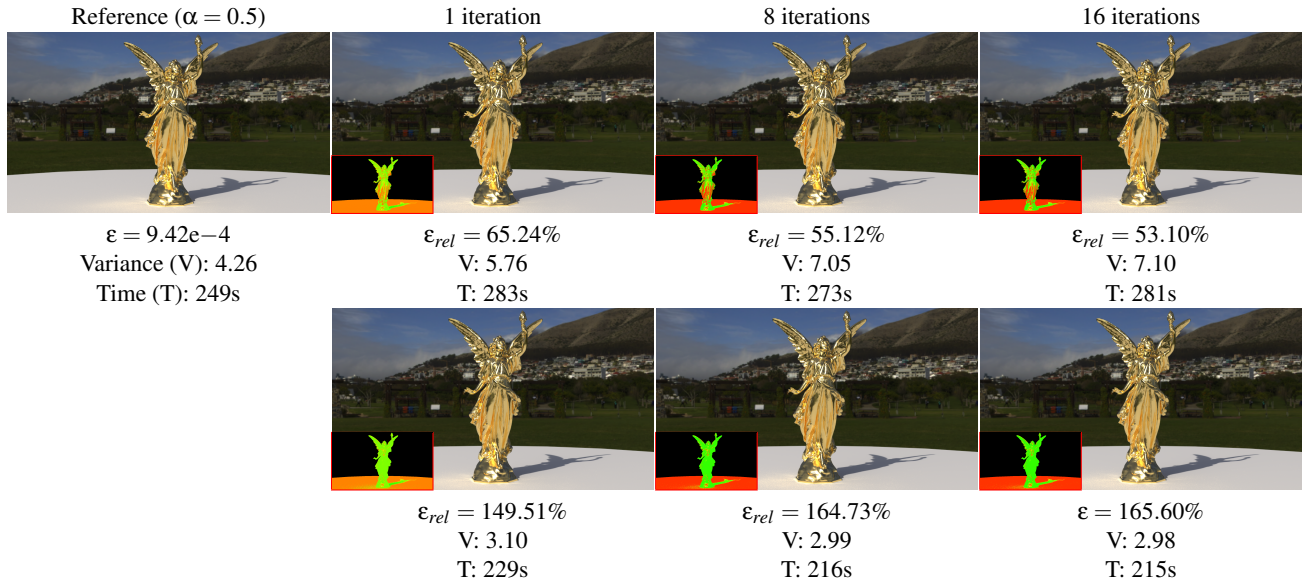 Reference (α = 0.5)
1 iteration
8 iterations
16 iterations
ε = 9.42e−4
Variance (V): 4.26
Time (T): 249s
ε_rel = 65.24%
V: 5.76
T: 283s
ε_rel = 55.12%
V: 7.05
T: 273s
ε_rel = 53.10%
V: 7.10
T: 281s
ε_rel = 149.51%
V: 3.10
T: 229s
ε_rel = 164.73%
V: 2.99
T: 216s
ε = 165.60%
V: 2.98
T: 215s